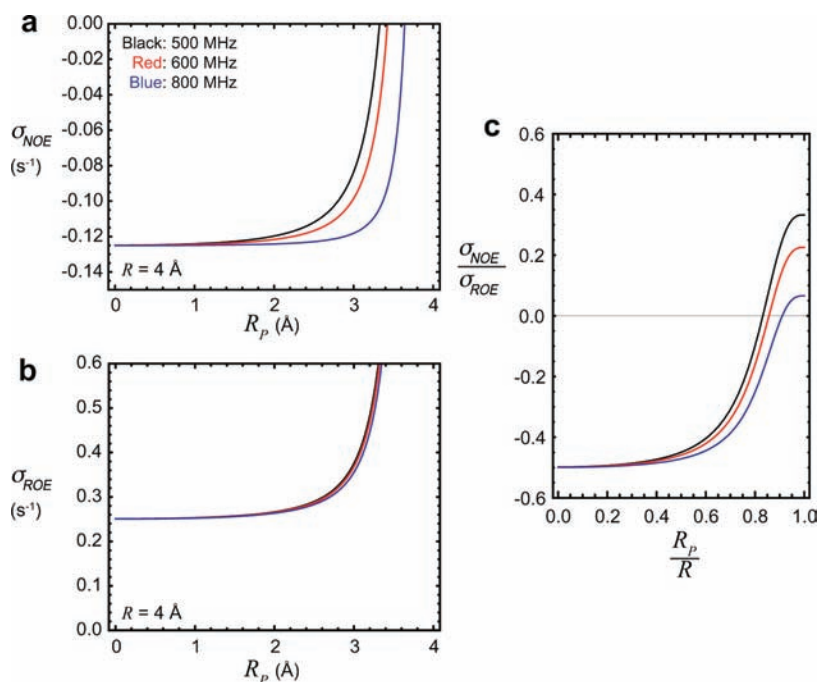 a
0.00
-0.02
-0.04
-0.06
-0.08
-0.10
-0.12
-0.14
σNOE
(s⁻¹)
Black: 500 MHz
Red: 600 MHz
Blue: 800 MHz
R = 4 Å
0 1 2 3 4
RP (Å)
b
0.6
0.5
0.4
0.3
0.2
0.1
0.0
σROE
(s⁻¹)
R = 4 Å
0 1 2 3 4
RP (Å)
c
0.6
0.4
0.2
0.0
-0.2
-0.4
-0.6
σNOE
σROE
0.0 0.2 0.4 0.6 0.8 1.0
RP
R